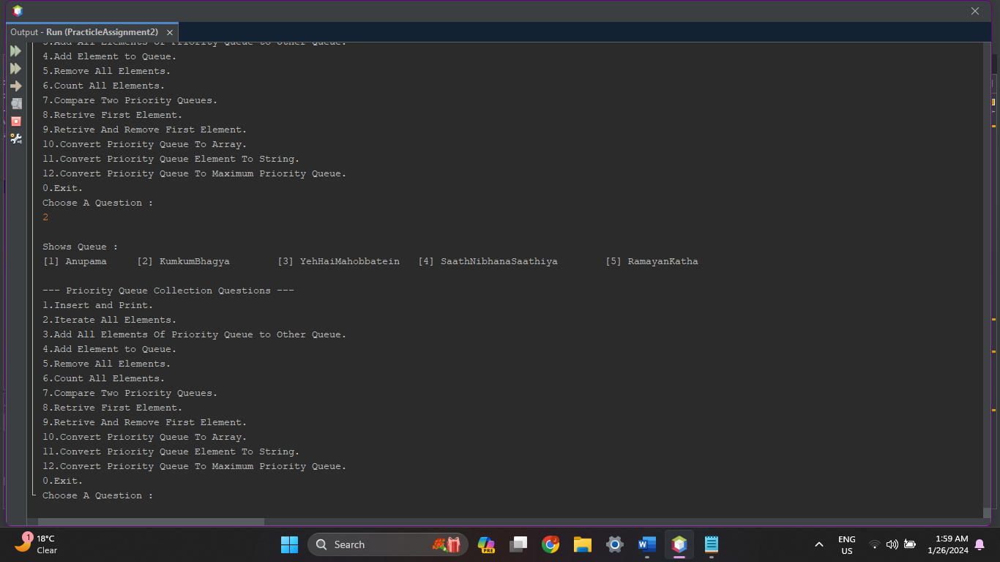 Output - Run (PracticleAssignment2)
3.Add All Elements Of Priority Queue to Other Queue.
4.Add Element to Queue.
5.Remove All Elements.
6.Count All Elements.
7.Compare Two Priority Queues.
8.Retrive First Element.
9.Retrive And Remove First Element.
10.Convert Priority Queue To Array.
11.Convert Priority Queue Element To String.
12.Convert Priority Queue To Maximum Priority Queue.
0.Exit.
Choose A Question :
2
Shows Queue :
[1] Anupama [2] KumkumBhagya [3] YehHaiMahobbatein [4] SaathNibhanaSaathiya [5] RamayanKatha
--- Priority Queue Collection Questions ---
1.Insert and Print.
2.Iterate All Elements.
3.Add All Elements Of Priority Queue to Other Queue.
4.Add Element to Queue.
5.Remove All Elements.
6.Count All Elements.
7.Compare Two Priority Queues.
8.Retrive First Element.
9.Retrive And Remove First Element.
10.Convert Priority Queue To Array.
11.Convert Priority Queue Element To String.
12.Convert Priority Queue To Maximum Priority Queue.
0.Exit.
Choose A Question :
1
18°C
Clear
Search
PRE
W
ENG
US
1:59 AM
1/26/2024